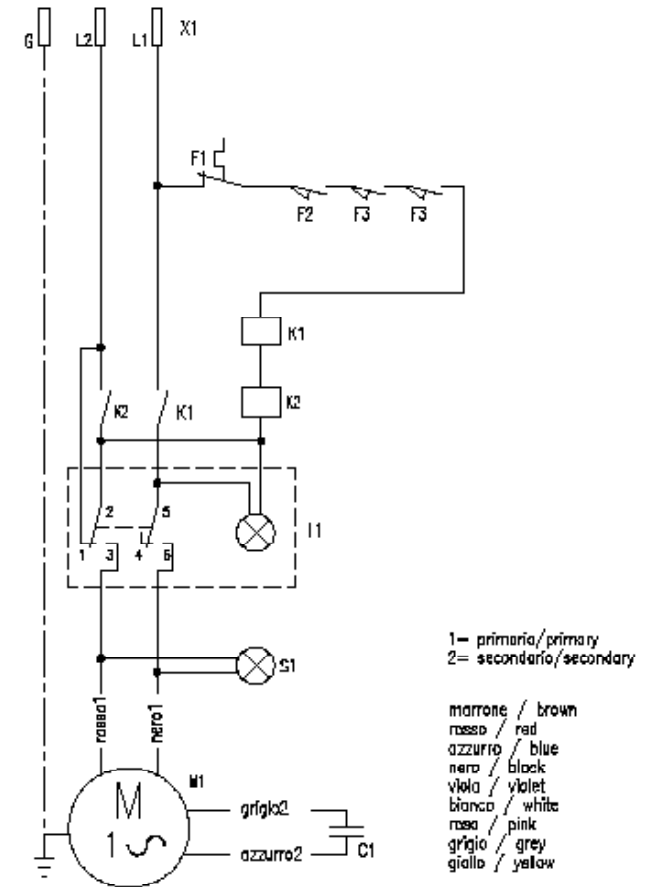 G L2 L1 X1
F1
F2 F3 F3
K1
K2
K2 K1
2 5
I1
1 3 4 6
S1
1= primario/primary
2= secondario/secondary
rosso1 nero1
marrone / brown
rosso / red
azzurro / blue
nero / black
viola / violet
bianco / white
rosa / pink
grigio / grey
giallo / yellow
M1
M
1
grigio2
azzurro2
C1